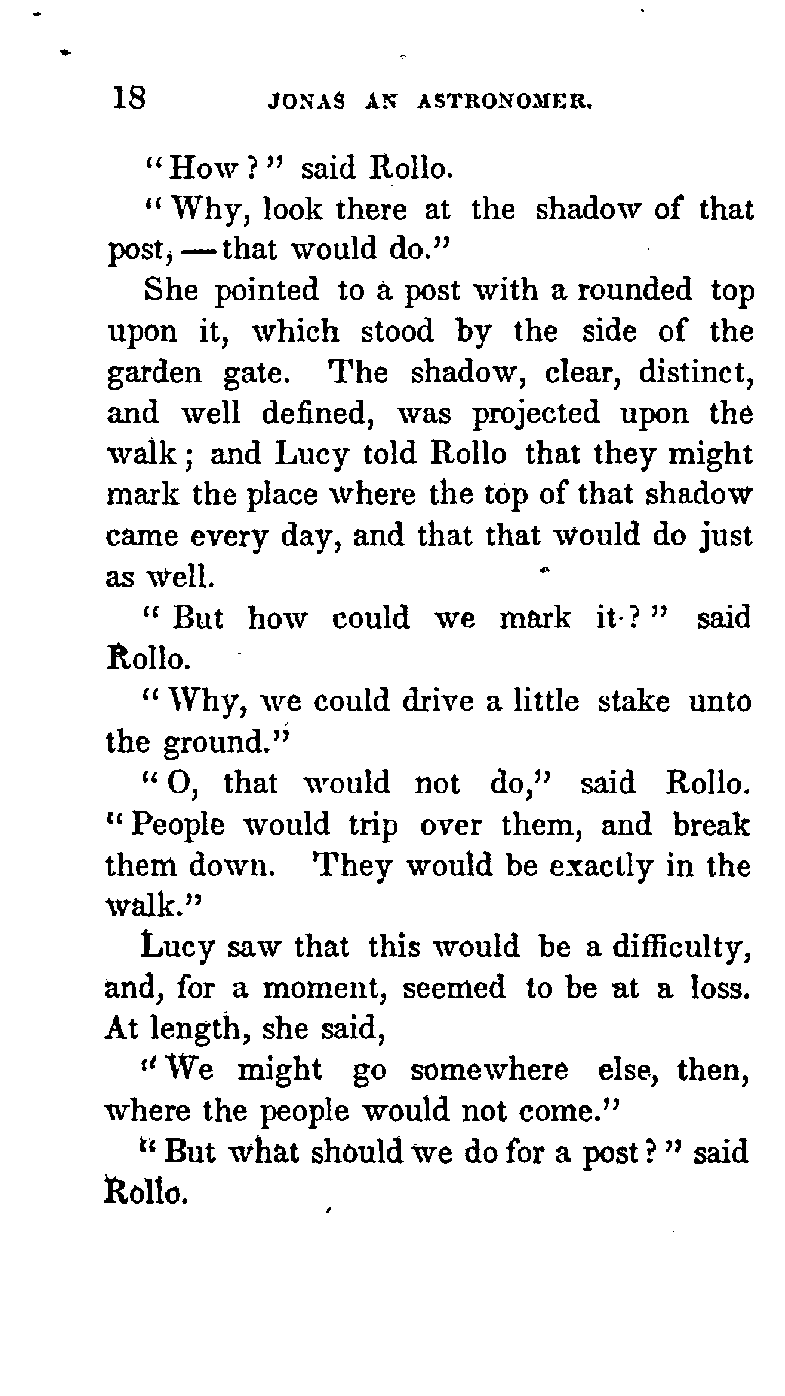 18 JONAS AN ASTRONOMER.
“How?” said Rollo.
“Why, look there at the shadow of that
post, — that would do.”
She pointed to a post with a rounded top
upon it, which stood by the side of the
garden gate. The shadow, clear, distinct,
and well defined, was projected upon the
walk; and Lucy told Rollo that they might
mark the place where the top of that shadow
came every day, and that that would do just
as well.
“But how could we mark it?” said
Rollo.
“Why, we could drive a little stake unto
the ground.”
“O, that would not do,” said Rollo.
“People would trip over them, and break
them down. They would be exactly in the
walk.”
Lucy saw that this would be a difficulty,
and, for a moment, seemed to be at a loss.
At length, she said,
“We might go somewhere else, then,
where the people would not come.”
“But what should we do for a post?” said
Rollo.